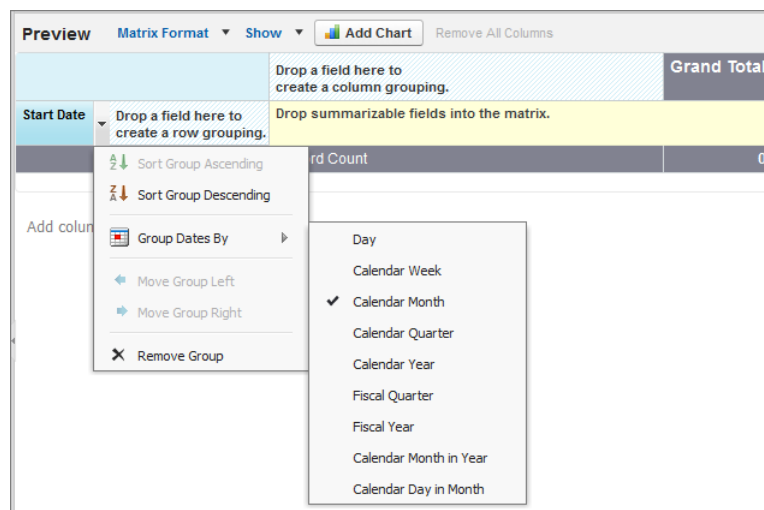 Preview Matrix Format Show Add Chart Remove All Columns
Drop a field here to
create a column grouping.
Grand Total
Start Date
Drop a field here to
create a row grouping.
Drop summarizable fields into the matrix.
Count
0
Sort Group Ascending
Sort Group Descending
Add
Group Dates By
Move Group Left
Move Group Right
Remove Group
Day
Calendar Week
Calendar Month
Calendar Quarter
Calendar Year
Fiscal Quarter
Fiscal Year
Calendar Month in Year
Calendar Day in Month